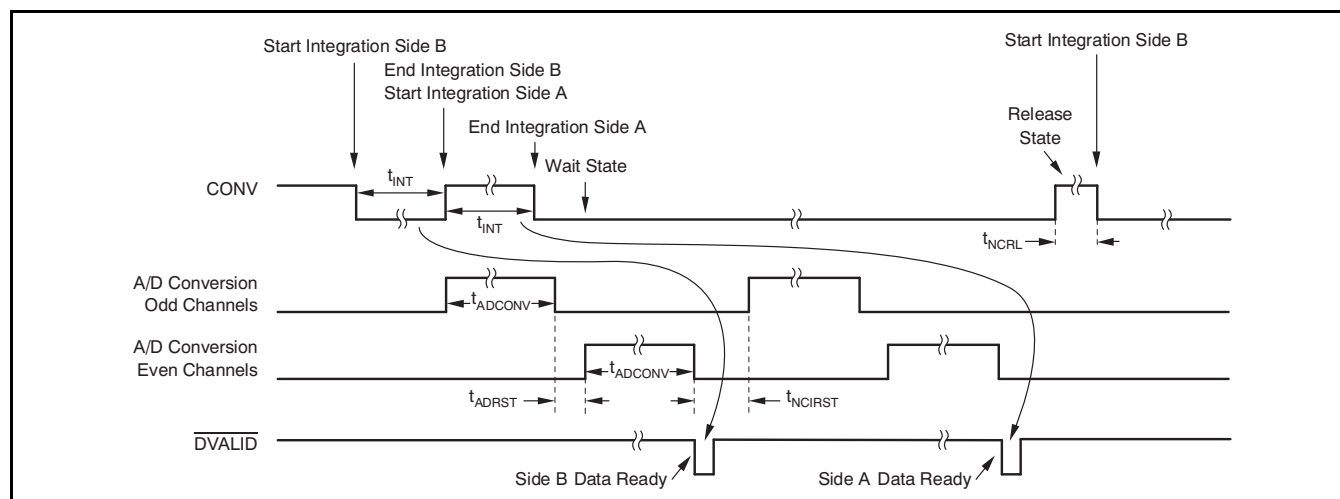 Start Integration Side B
End Integration Side B
Start Integration Side A
End Integration Side A
Wait State
Start Integration Side B
Release
State
CONV
tINT
tINT
tNCRL
A/D Conversion
Odd Channels
tADCONV
A/D Conversion
Even Channels
tADCONV
tADRST
tNCIRST
DVALID
Side B Data Ready
Side A Data Ready